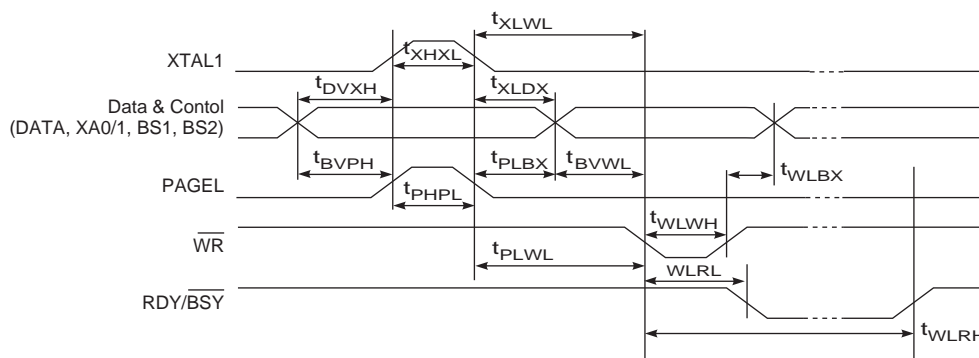 tXLWL
XTAL1
tXHXL
tDVXH
tXLDX
Data & Contol
(DATA, XA0/1, BS1, BS2)
tBVPH
tPLBX
tBVWL
tWLBX
PAGEL
tPHPL
tWLWH
WR
tPLWL
WLRL
RDY/BSY
tWLRH